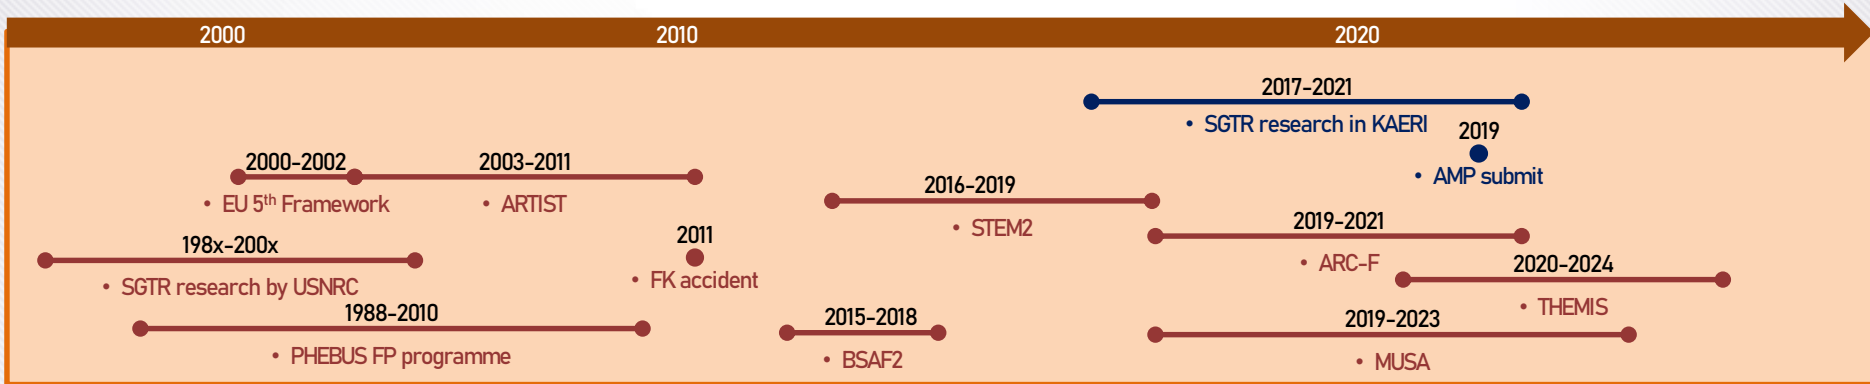 2000 2010 2020
2017-2021
• SGTR research in KAERI
2019
• AMP submit
2000-2002
• EU 5th Framework
2003-2011
• ARTIST
2016-2019
• STEM2
2019-2021
• ARC-F
198x-200x
• SGTR research by USNRC
2011
• FK accident
2020-2024
• THEMIS
1988-2010
• PHEBUS FP programme
2015-2018
• BSAF2
2019-2023
• MUSA